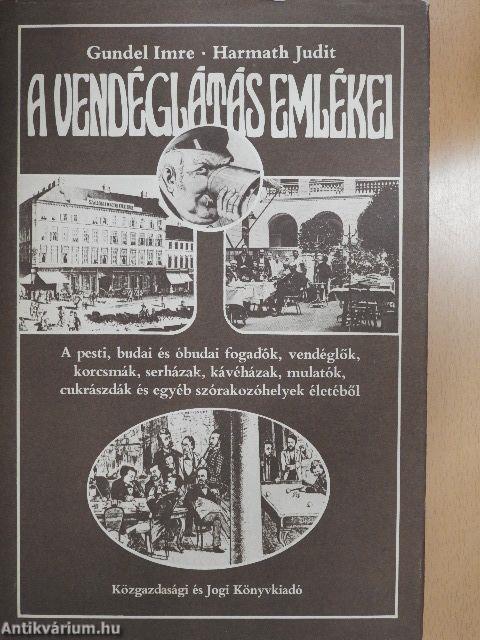 Gundel Imre · Harmath Judit
A VENDÉGLÁTÁS EMLÉKEI
A pesti, budai és óbudai fogadók, vendéglők,
korcsmák, serházak, kávéházak, mulatók,
cukrászdák és egyéb szórakozóhelyek életéből
Közgazdasági és Jogi Könyvkiadó
Antikvárium.hu